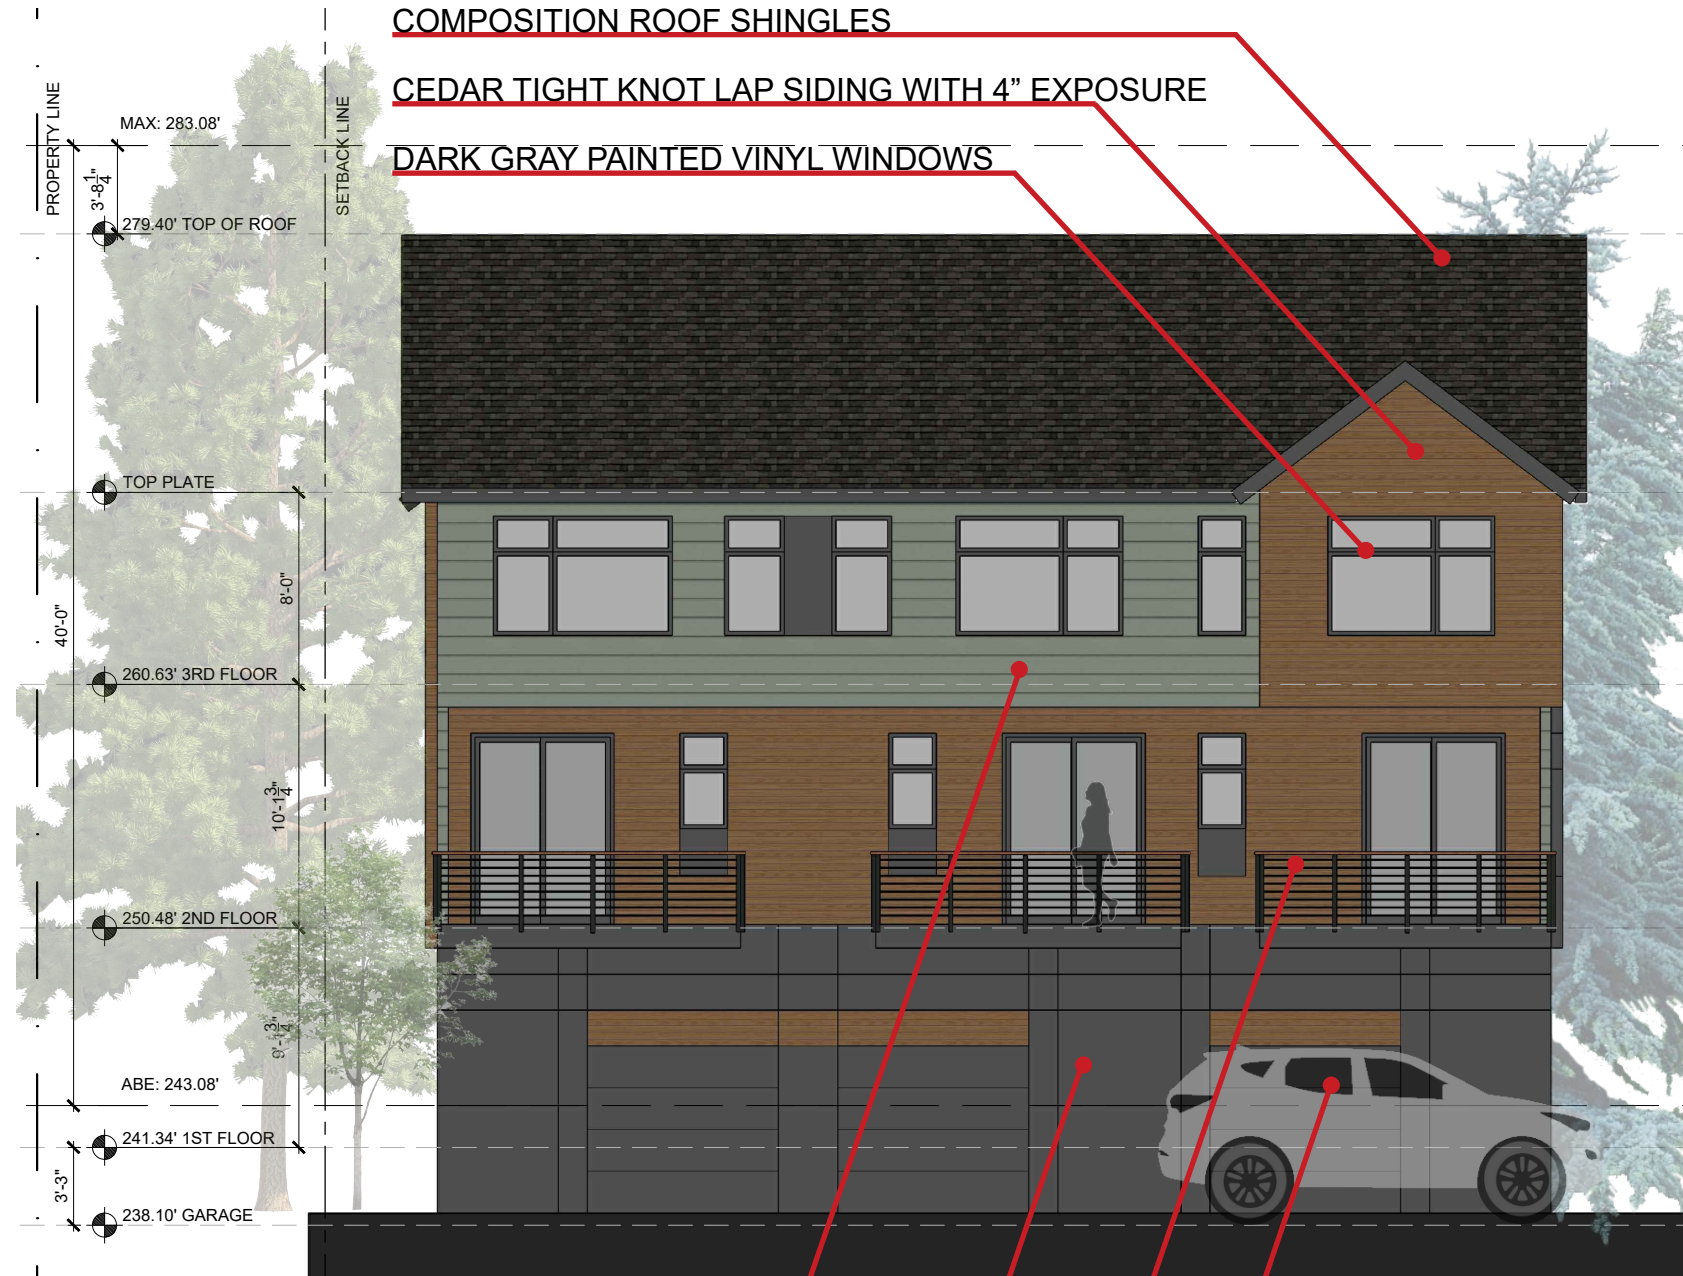 COMPOSITION ROOF SHINGLES
CEDAR TIGHT KNOT LAP SIDING WITH 4” EXPOSURE
DARK GRAY PAINTED VINYL WINDOWS
PROPERTY LINE
SETBACK LINE
MAX: 283.08'
3'-8 1/4"
279.40' TOP OF ROOF
TOP PLATE
8'-0"
40'-0"
260.63' 3RD FLOOR
10'-1 3/4"
250.48' 2ND FLOOR
9'-1 3/4"
ABE: 243.08'
241.34' 1ST FLOOR
3'-3"
238.10' GARAGE